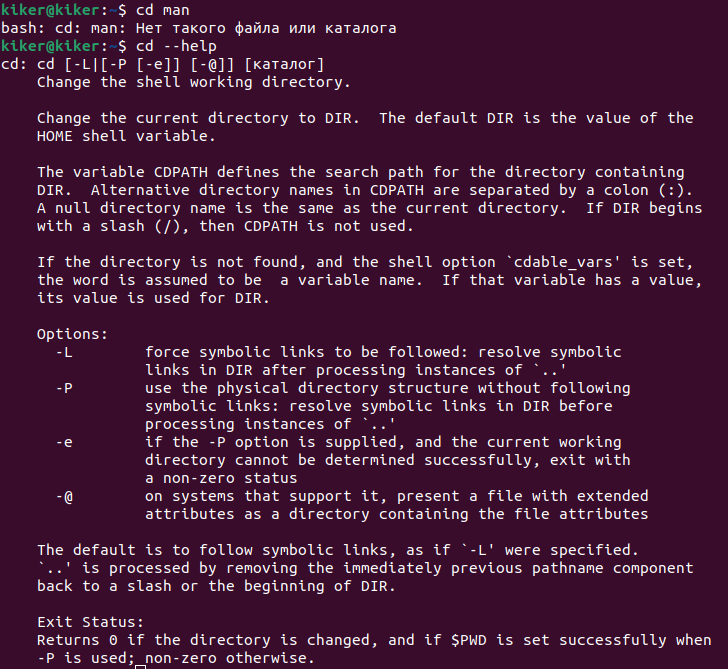 kiker@kiker:~$ cd man
bash: cd: man: Нет такого файла или каталога
kiker@kiker:~$ cd --help
cd: cd [-L|[-P [-e]] [-@]] [каталог]
    Change the shell working directory.

    Change the current directory to DIR.  The default DIR is the value of the
    HOME shell variable.

    The variable CDPATH defines the search path for the directory containing
    DIR.  Alternative directory names in CDPATH are separated by a colon (:).
    A null directory name is the same as the current directory.  If DIR begins
    with a slash (/), then CDPATH is not used.

    If the directory is not found, and the shell option `cdable_vars' is set,
    the word is assumed to be  a variable name.  If that variable has a value,
    its value is used for DIR.

    Options:
      -L        force symbolic links to be followed: resolve symbolic
                links in DIR after processing instances of `..'
      -P        use the physical directory structure without following
                symbolic links: resolve symbolic links in DIR before
                processing instances of `..'
      -e        if the -P option is supplied, and the current working
                directory cannot be determined successfully, exit with
                a non-zero status
      -@        on systems that support it, present a file with extended
                attributes as a directory containing the file attributes

    The default is to follow symbolic links, as if `-L' were specified.
    `..' is processed by removing the immediately previous pathname component
    back to a slash or the beginning of DIR.

    Exit Status:
    Returns 0 if the directory is changed, and if $PWD is set successfully when
    -P is used; non-zero otherwise.